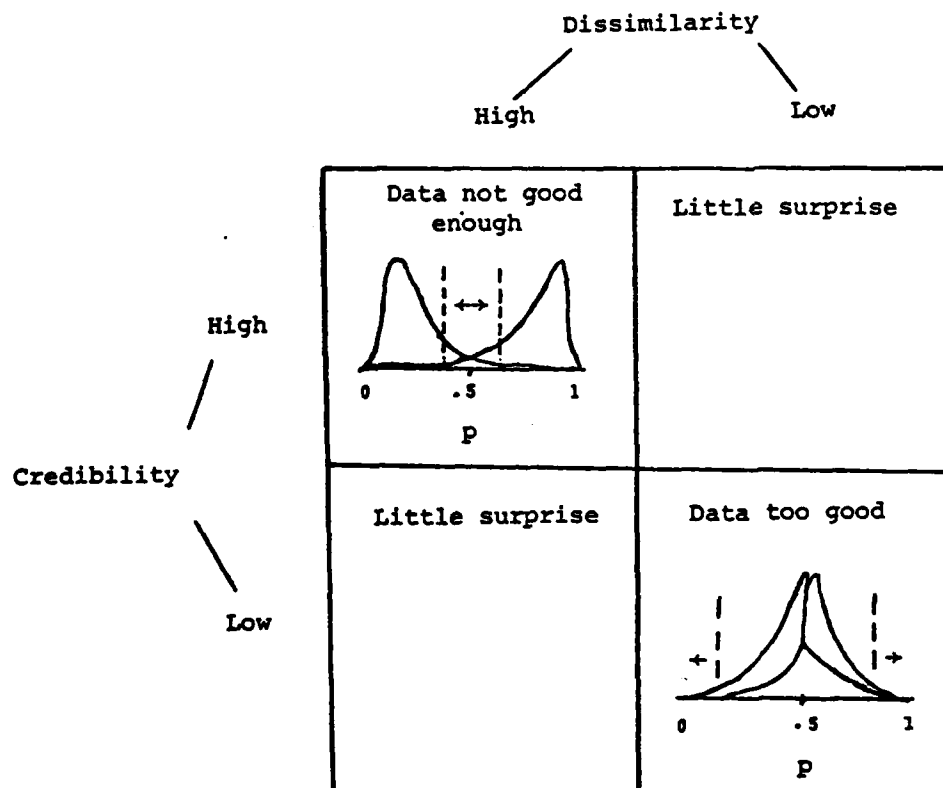 Dissimilarity
High
Low
Data not good
enough
Little surprise
High
0 .5 1
p
Credibility
Little surprise
Data too good
Low
0 .5 1
p